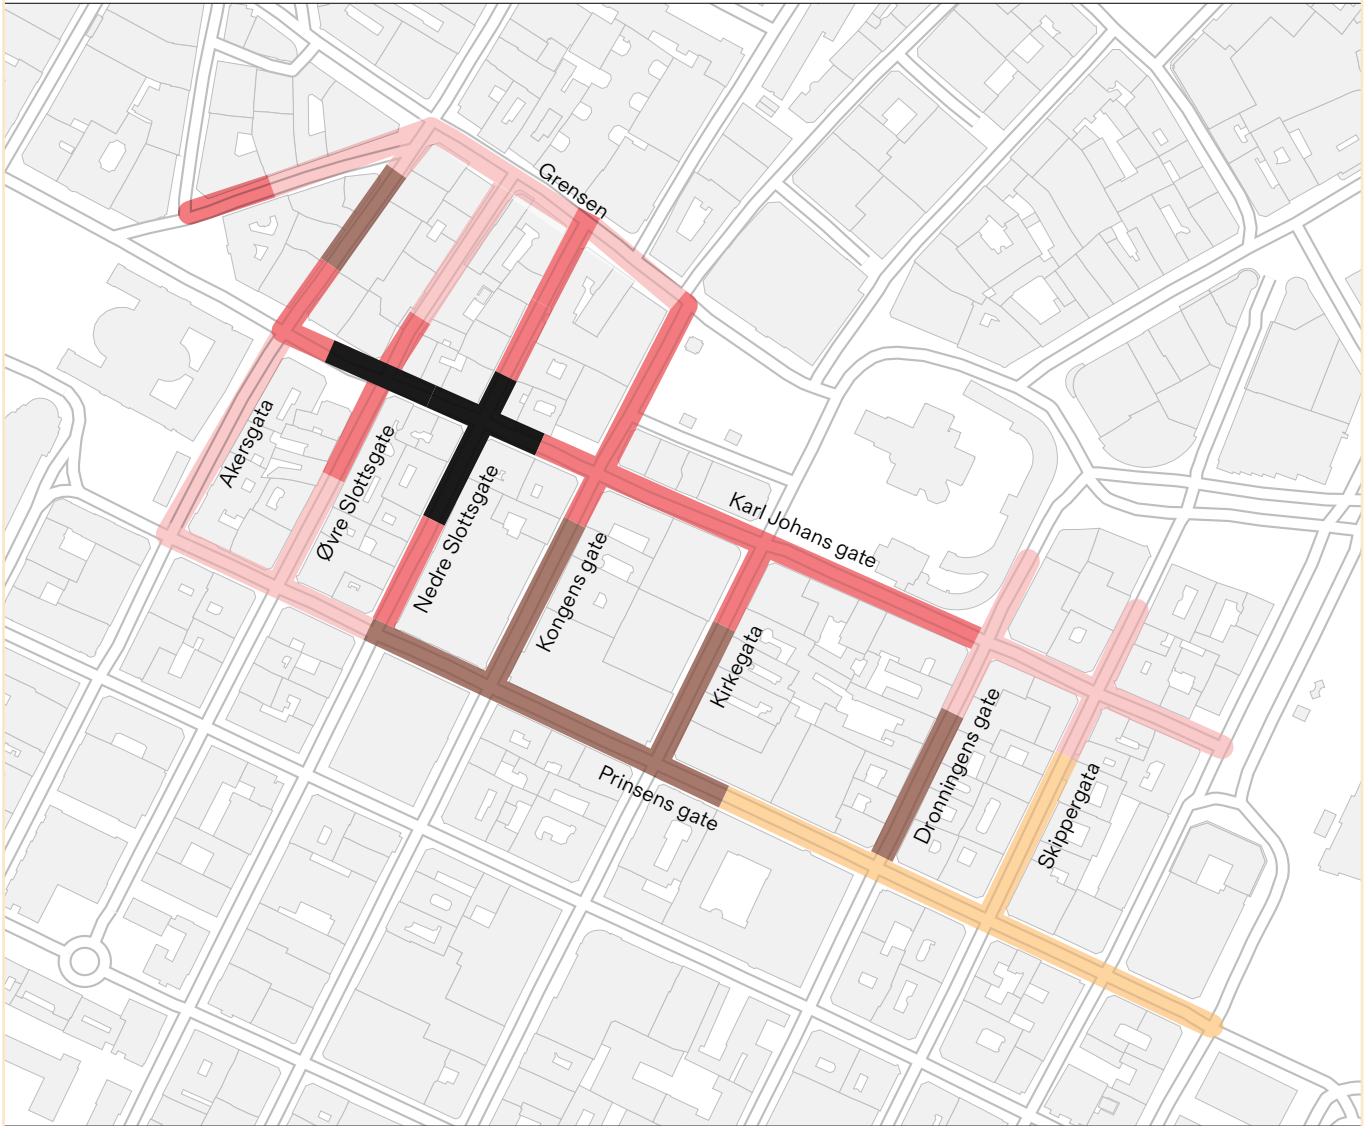 Grensen
Akersgata
Øvre Slottsgate
Nedre Slottsgate
Karl Johans gate
Kongens gate
Kirkegata
Prinsens gate
Dronningens gate
Skippergata